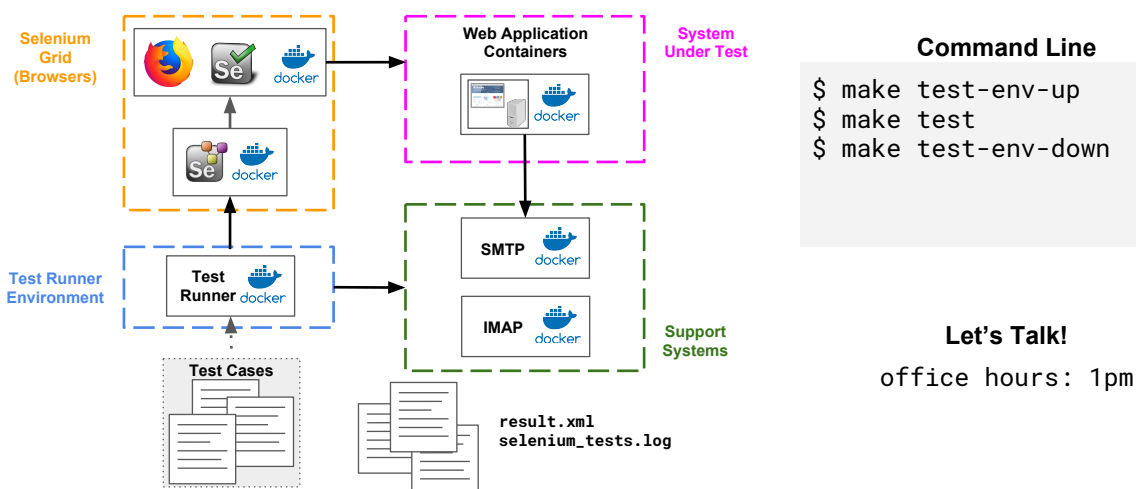 Selenium
Grid
(Browsers)
Se
docker
Se
docker
Web Application
Containers
docker
System
Under Test
Test Runner
Environment
Test
Runner
docker
SMTP
docker
IMAP
docker
Support
Systems
Test Cases
result.xml
selenium_tests.log
Command Line
$ make test-env-up
$ make test
$ make test-env-down
Let's Talk!
office hours: 1pm